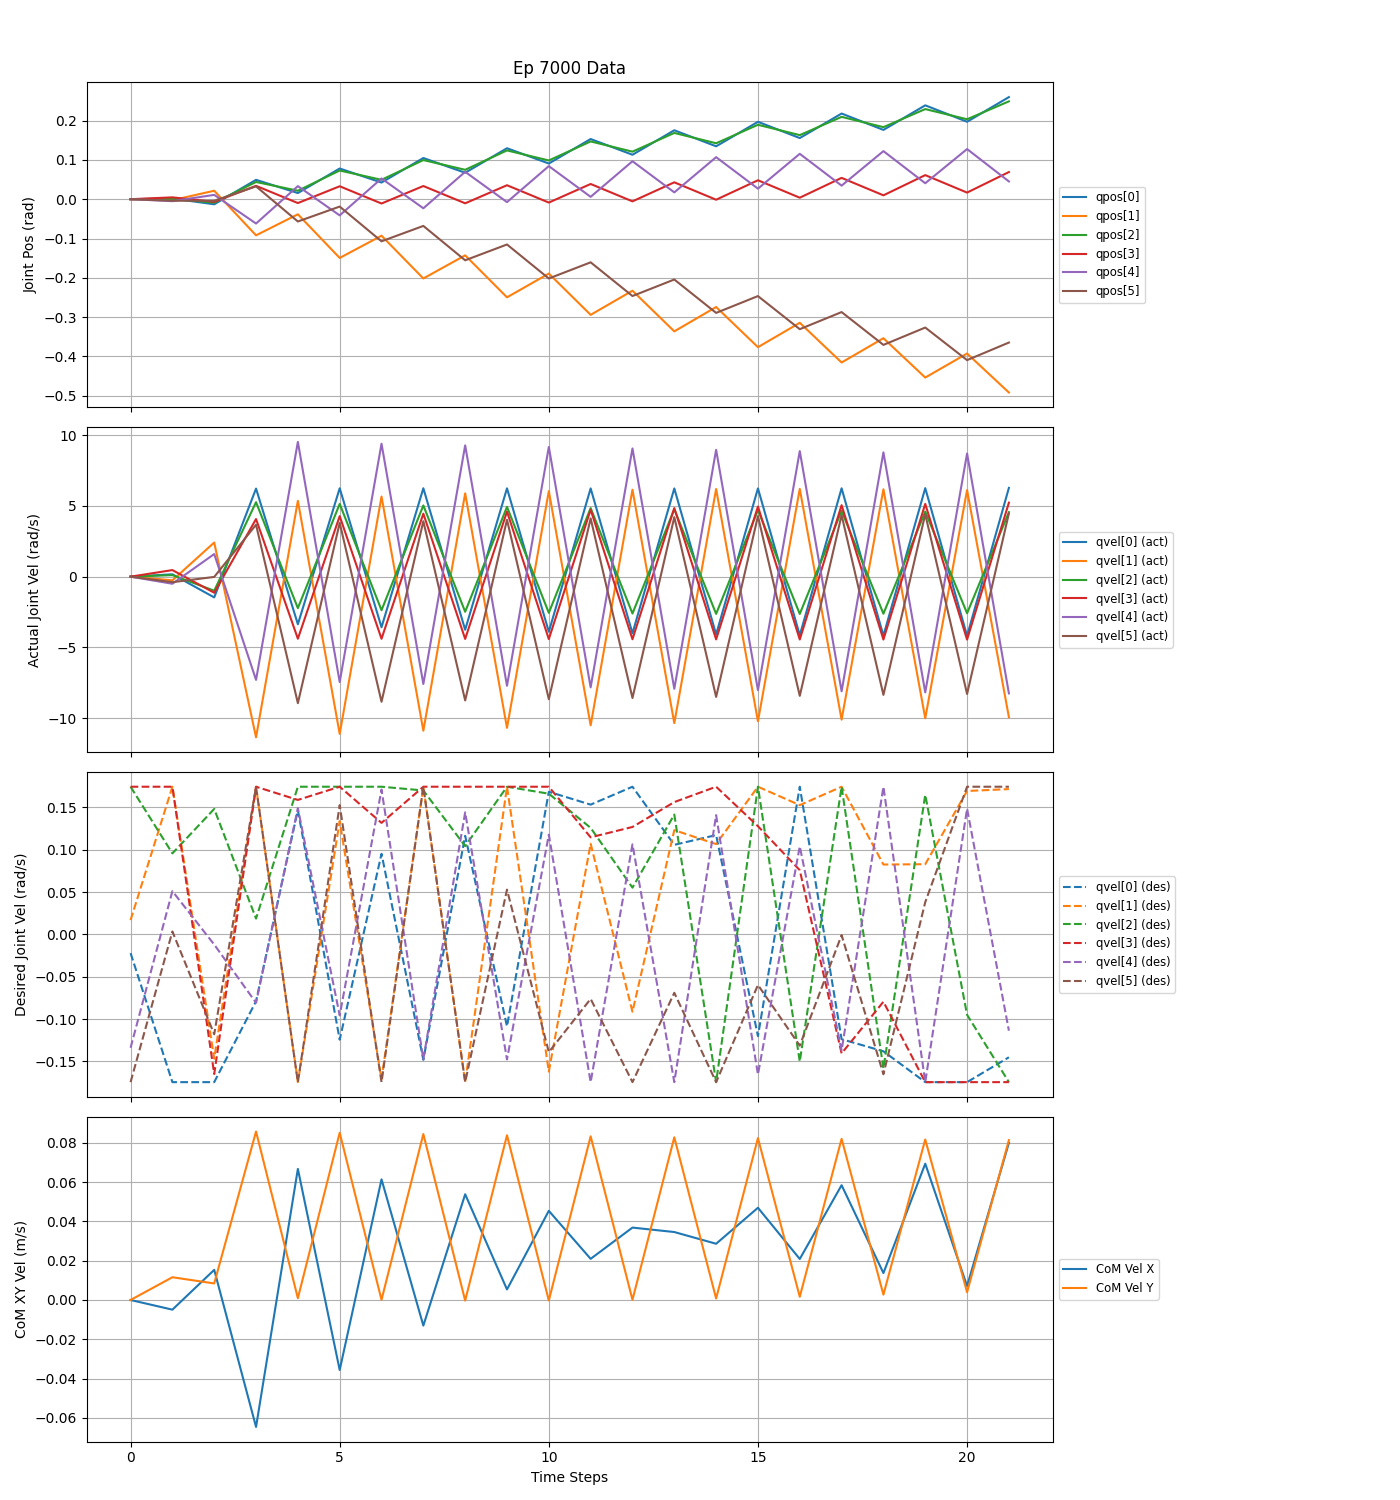 Ep 7000 Data
Joint Pos (rad)
0.2
0.1
0.0
−0.1
−0.2
−0.3
−0.4
−0.5
qpos[0]
qpos[1]
qpos[2]
qpos[3]
qpos[4]
qpos[5]
Actual Joint Vel (rad/s)
10
5
0
−5
−10
qvel[0] (act)
qvel[1] (act)
qvel[2] (act)
qvel[3] (act)
qvel[4] (act)
qvel[5] (act)
Desired Joint Vel (rad/s)
0.15
0.10
0.05
0.00
−0.05
−0.10
−0.15
qvel[0] (des)
qvel[1] (des)
qvel[2] (des)
qvel[3] (des)
qvel[4] (des)
qvel[5] (des)
CoM XY Vel (m/s)
0.08
0.06
0.04
0.02
0.00
−0.02
−0.04
−0.06
CoM Vel X
CoM Vel Y
0 5 10 15 20
Time Steps